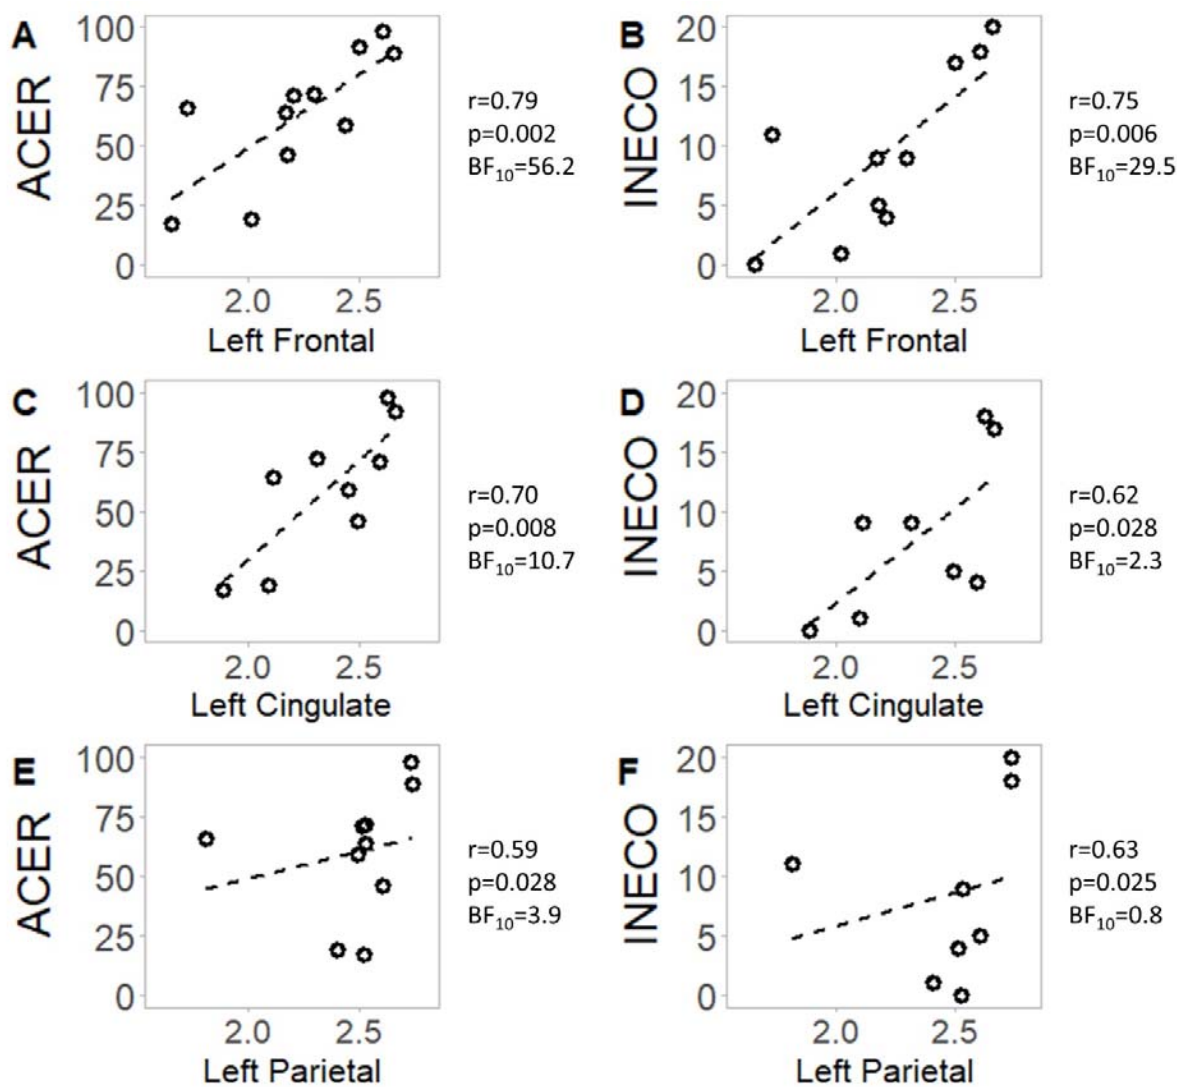 A
ACER
100
75
50
25
0
2.0 2.5
Left Frontal
r=0.79
p=0.002
BF₁₀=56.2
B
INECO
20
15
10
5
0
2.0 2.5
Left Frontal
r=0.75
p=0.006
BF₁₀=29.5
C
ACER
100
75
50
25
0
2.0 2.5
Left Cingulate
r=0.70
p=0.008
BF₁₀=10.7
D
INECO
20
15
10
5
0
2.0 2.5
Left Cingulate
r=0.62
p=0.028
BF₁₀=2.3
E
ACER
100
75
50
25
0
2.0 2.5
Left Parietal
r=0.59
p=0.028
BF₁₀=3.9
F
INECO
20
15
10
5
0
2.0 2.5
Left Parietal
r=0.63
p=0.025
BF₁₀=0.8